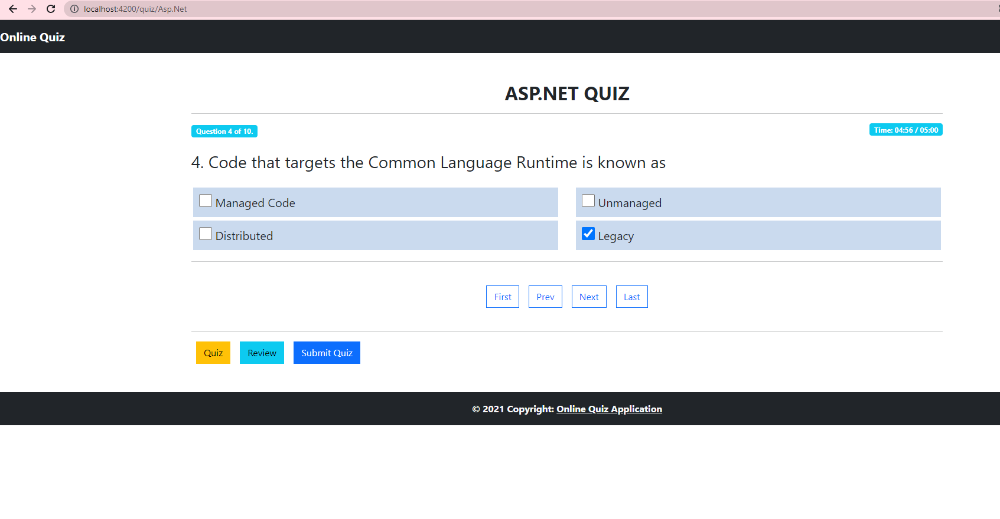 localhost:4200/quiz/Asp.Net
Online Quiz
ASP.NET QUIZ
Question 4 of 10.
Time: 04:56 / 05:00
4. Code that targets the Common Language Runtime is known as
Managed Code
Unmanaged
Distributed
Legacy
First Prev Next Last
Quiz Review Submit Quiz
© 2021 Copyright: Online Quiz Application